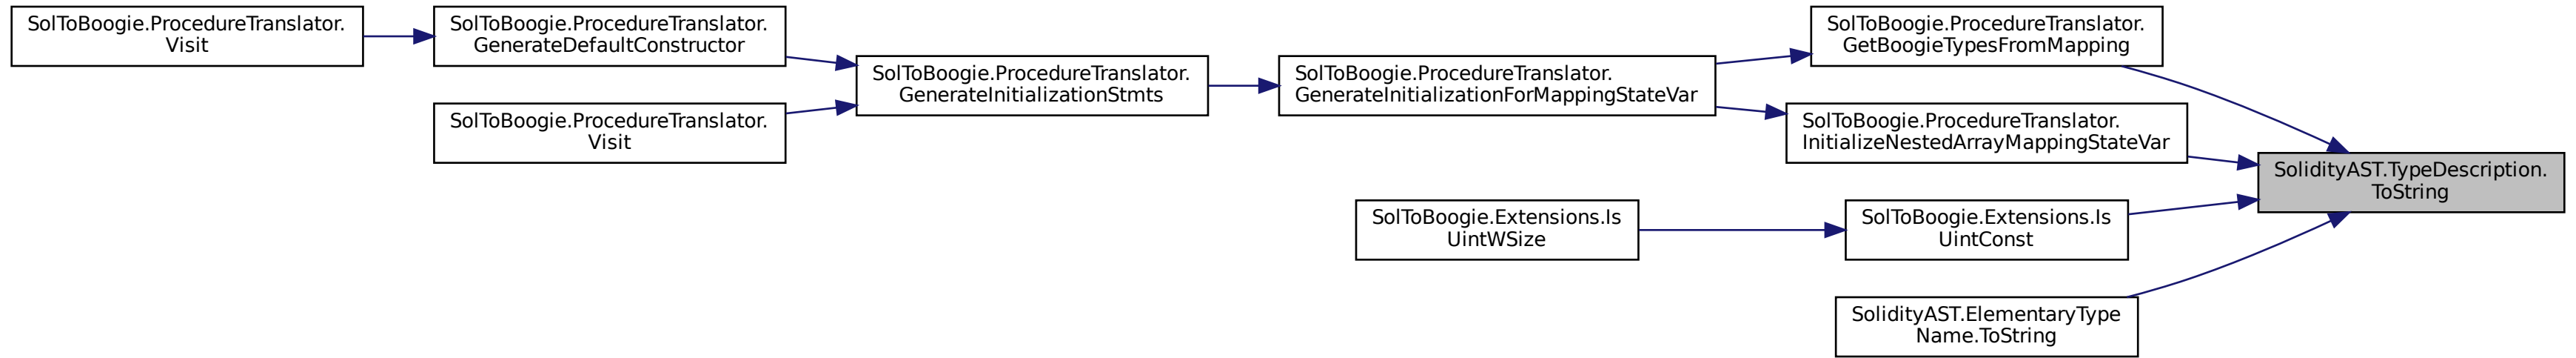 SolToBoogie.ProcedureTranslator.
Visit
SolToBoogie.ProcedureTranslator.
GenerateDefaultConstructor
SolToBoogie.ProcedureTranslator.
Visit
SolToBoogie.ProcedureTranslator.
GenerateInitializationStmts
SolToBoogie.ProcedureTranslator.
GenerateInitializationForMappingStateVar
SolToBoogie.ProcedureTranslator.
GetBoogieTypesFromMapping
SolToBoogie.ProcedureTranslator.
InitializeNestedArrayMappingStateVar
SolToBoogie.Extensions.Is
UintWSize
SolToBoogie.Extensions.Is
UintConst
SolidityAST.ElementaryType
Name.ToString
SolidityAST.TypeDescription.
ToString